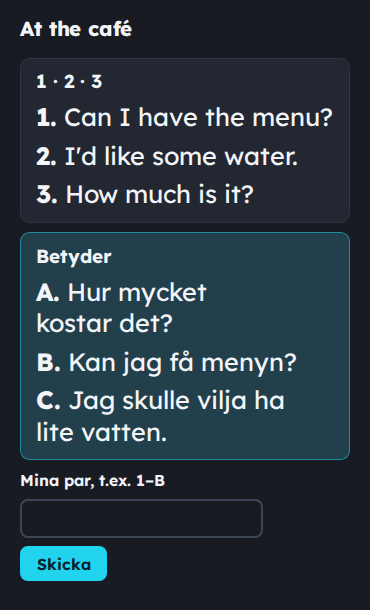 At the café
1 · 2 · 3
1. Can I have the menu?
2. I'd like some water.
3. How much is it?
Betyder
A. Hur mycket
kostar det?
B. Kan jag få menyn?
C. Jag skulle vilja ha
lite vatten.
Mina par, t.ex. 1–B
Skicka